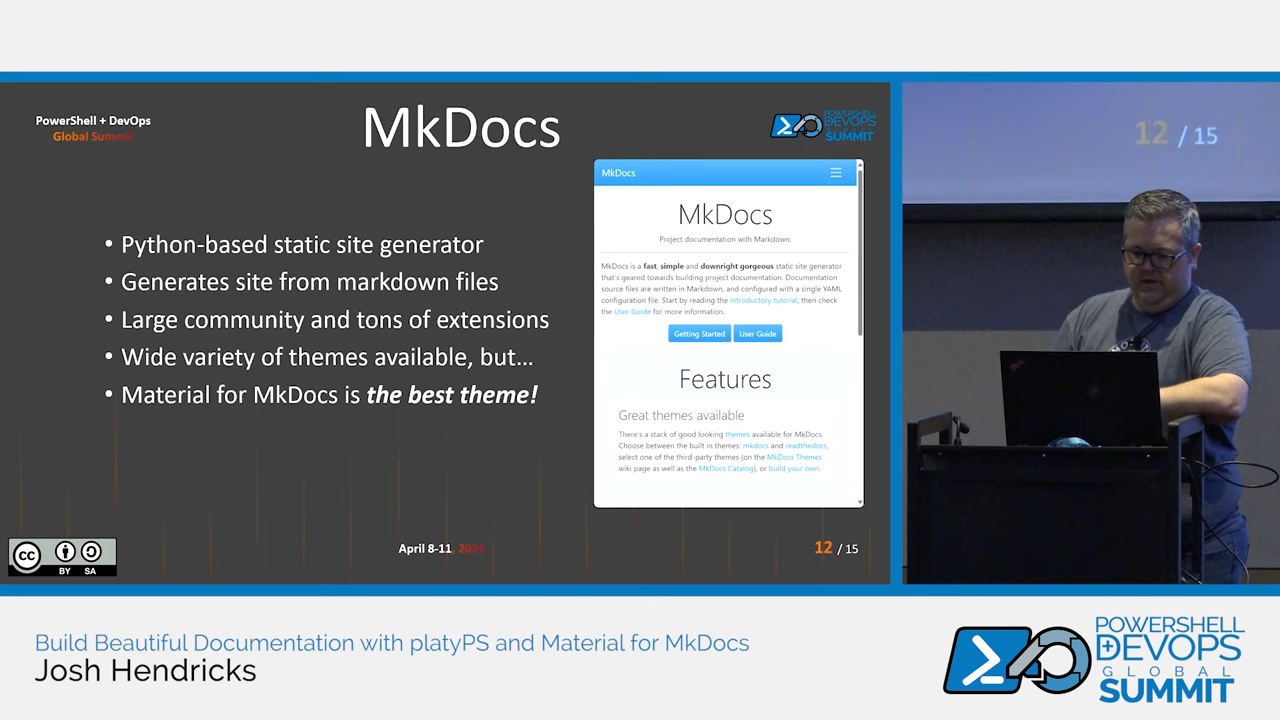 PowerShell + DevOps
Global Summit
MkDocs
POWERSHELL
DEVOPS
SUMMIT
• Python-based static site generator
• Generates site from markdown files
• Large community and tons of extensions
• Wide variety of themes available, but…
• Material for MkDocs is the best theme!
MkDocs
MkDocs
Project documentation with Markdown.
MkDocs is a fast, simple and downright gorgeous static site generator
that's geared towards building project documentation. Documentation
source files are written in Markdown, and configured with a single YAML
configuration file. Start by reading the introductory tutorial, then check
the User Guide for more information.
Getting Started
User Guide
Features
Great themes available
There's a stack of good looking themes available for MkDocs.
Choose between the built in themes: mkdocs and readthedocs,
select one of the third-party themes (on the MkDocs Themes
wiki page as well as the MkDocs Catalog), or build your own.
cc
BY SA
April 8-11, 2024
12 / 15
12 / 15
Build Beautiful Documentation with platyPS and Material for MkDocs
Josh Hendricks
POWERSHELL
DEVOPS
GLOBAL
SUMMIT